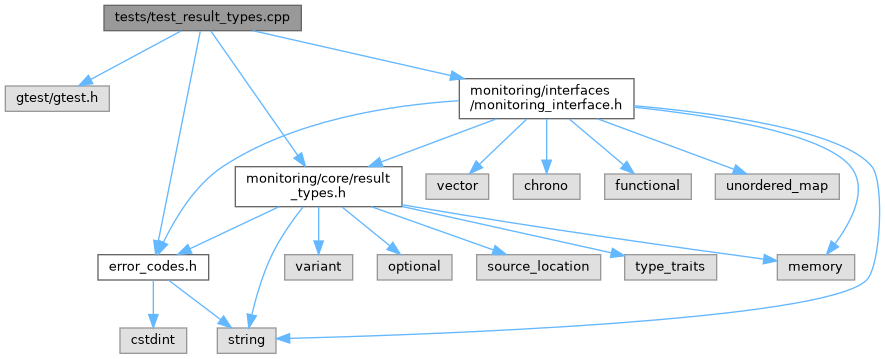 tests/test_result_types.cpp
gtest/gtest.h
monitoring/interfaces
/monitoring_interface.h
monitoring/core/result
_types.h
vector
chrono
functional
unordered_map
error_codes.h
variant
optional
source_location
type_traits
memory
cstdint
string